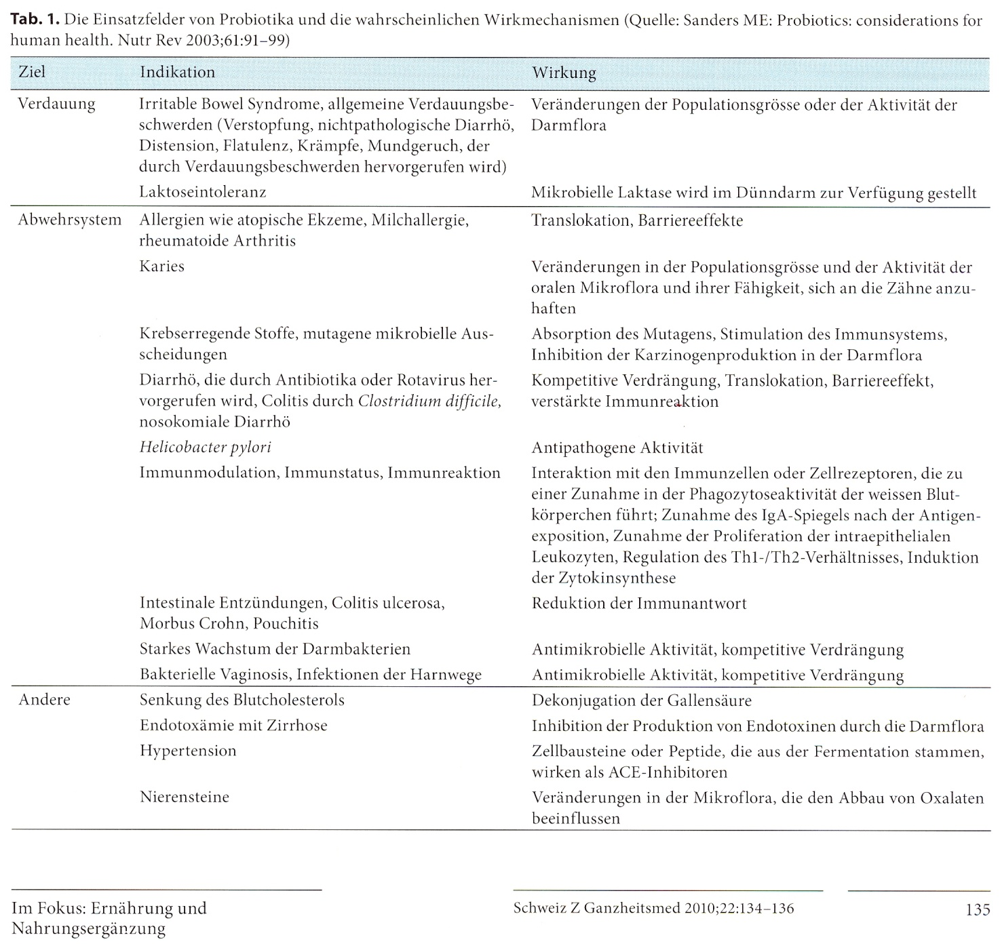 Tab. 1. Die Einsatzfelder von Probiotika und die wahrscheinlichen Wirkmechanismen (Quelle: Sanders ME: Probiotics: considerations for
human health. Nutr Rev 2003;61:91–99)
Ziel Indikation Wirkung
Verdauung Irritable Bowel Syndrome, allgemeine Verdauungsbe- Veränderungen der Populationsgrösse oder der Aktivität der
schwerden (Verstopfung, nichtpathologische Diarrhö, Darmflora
Distension, Flatulenz, Krämpfe, Mundgeruch, der
durch Verdauungsbeschwerden hervorgerufen wird)
Laktoseintoleranz Mikrobielle Laktase wird im Dünndarm zur Verfügung gestellt
Abwehrsystem Allergien wie atopische Ekzeme, Milchallergie, Translokation, Barriereeffekte
rheumatoide Arthritis
Karies Veränderungen in der Populationsgrösse und der Aktivität der
oralen Mikroflora und ihrer Fähigkeit, sich an die Zähne anzu-
haften
Krebserregende Stoffe, mutagene mikrobielle Aus- Absorption des Mutagens, Stimulation des Immunsystems,
scheidungen Inhibition der Karzinogenproduktion in der Darmflora
Diarrhö, die durch Antibiotika oder Rotavirus her- Kompetitive Verdrängung, Translokation, Barriereeffekt,
vorgerufen wird, Colitis durch Clostridium difficile, verstärkte Immunreaktion
nosokomiale Diarrhö
Helicobacter pylori Antipathogene Aktivität
Immunmodulation, Immunstatus, Immunreaktion Interaktion mit den Immunzellen oder Zellrezeptoren, die zu
einer Zunahme in der Phagozytoseaktivität der weissen Blut-
körperchen führt; Zunahme des IgA-Spiegels nach der Antigen-
exposition, Zunahme der Proliferation der intraepithelialen
Leukozyten, Regulation des Th1-/Th2-Verhältnisses, Induktion
der Zytokinsynthese
Intestinale Entzündungen, Colitis ulcerosa, Reduktion der Immunantwort
Morbus Crohn, Pouchitis
Starkes Wachstum der Darmbakterien Antimikrobielle Aktivität, kompetitive Verdrängung
Bakterielle Vaginosis, Infektionen der Harnwege Antimikrobielle Aktivität, kompetitive Verdrängung
Andere Senkung des Blutcholesterols Dekonjugation der Gallensäure
Endotoxämie mit Zirrhose Inhibition der Produktion von Endotoxinen durch die Darmflora
Hypertension Zellbausteine oder Peptide, die aus der Fermentation stammen,
wirken als ACE-Inhibitoren
Nierensteine Veränderungen in der Mikroflora, die den Abbau von Oxalaten
beeinflussen
Im Fokus: Ernährung und Schweiz Z Ganzheitsmed 2010;22:134–136 135
Nahrungsergänzung